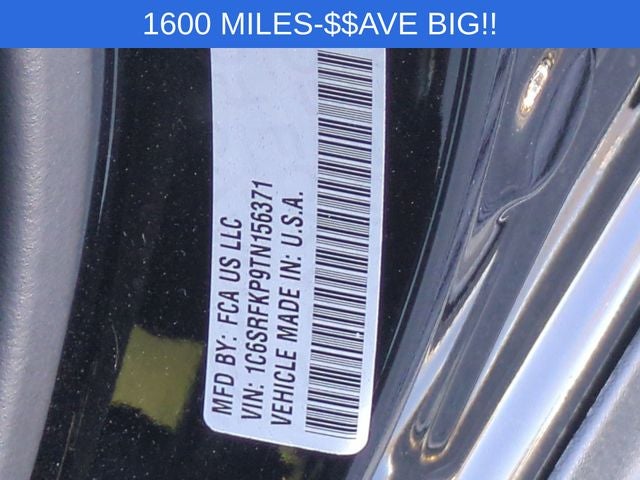 1600 MILES-$$AVE BIG!!
MFD BY: FCA US LLC
VIN: 1C6SRFKP9TN156371
VEHICLE MADE IN: U.S.A.